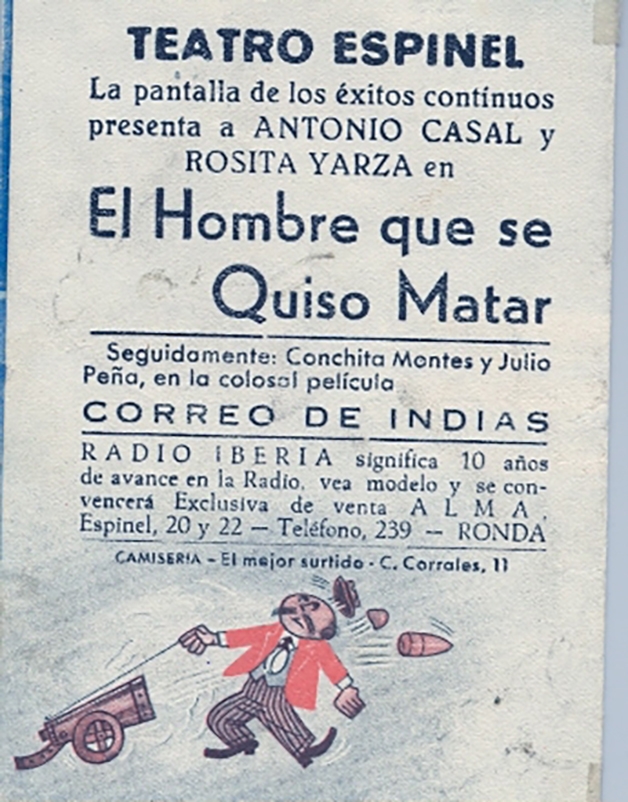 TEATRO ESPINEL
La pantalla de los éxitos contínuos
presenta a ANTONIO CASAL y
ROSITA YARZA en
El Hombre que se
Quiso Matar
Seguidamente: Conchita Montes y Julio
Peña, en la colosal película
CORREO DE INDIAS
RADIO IBERIA significa 10 años
de avance en la Radio, vea modelo y se con-
vencerá Exclusiva de venta ALMA.
Espinel, 20 y 22 — Teléfono, 239 — RONDA
CAMISERIA - El mejor surtido - C. Corrales, 11